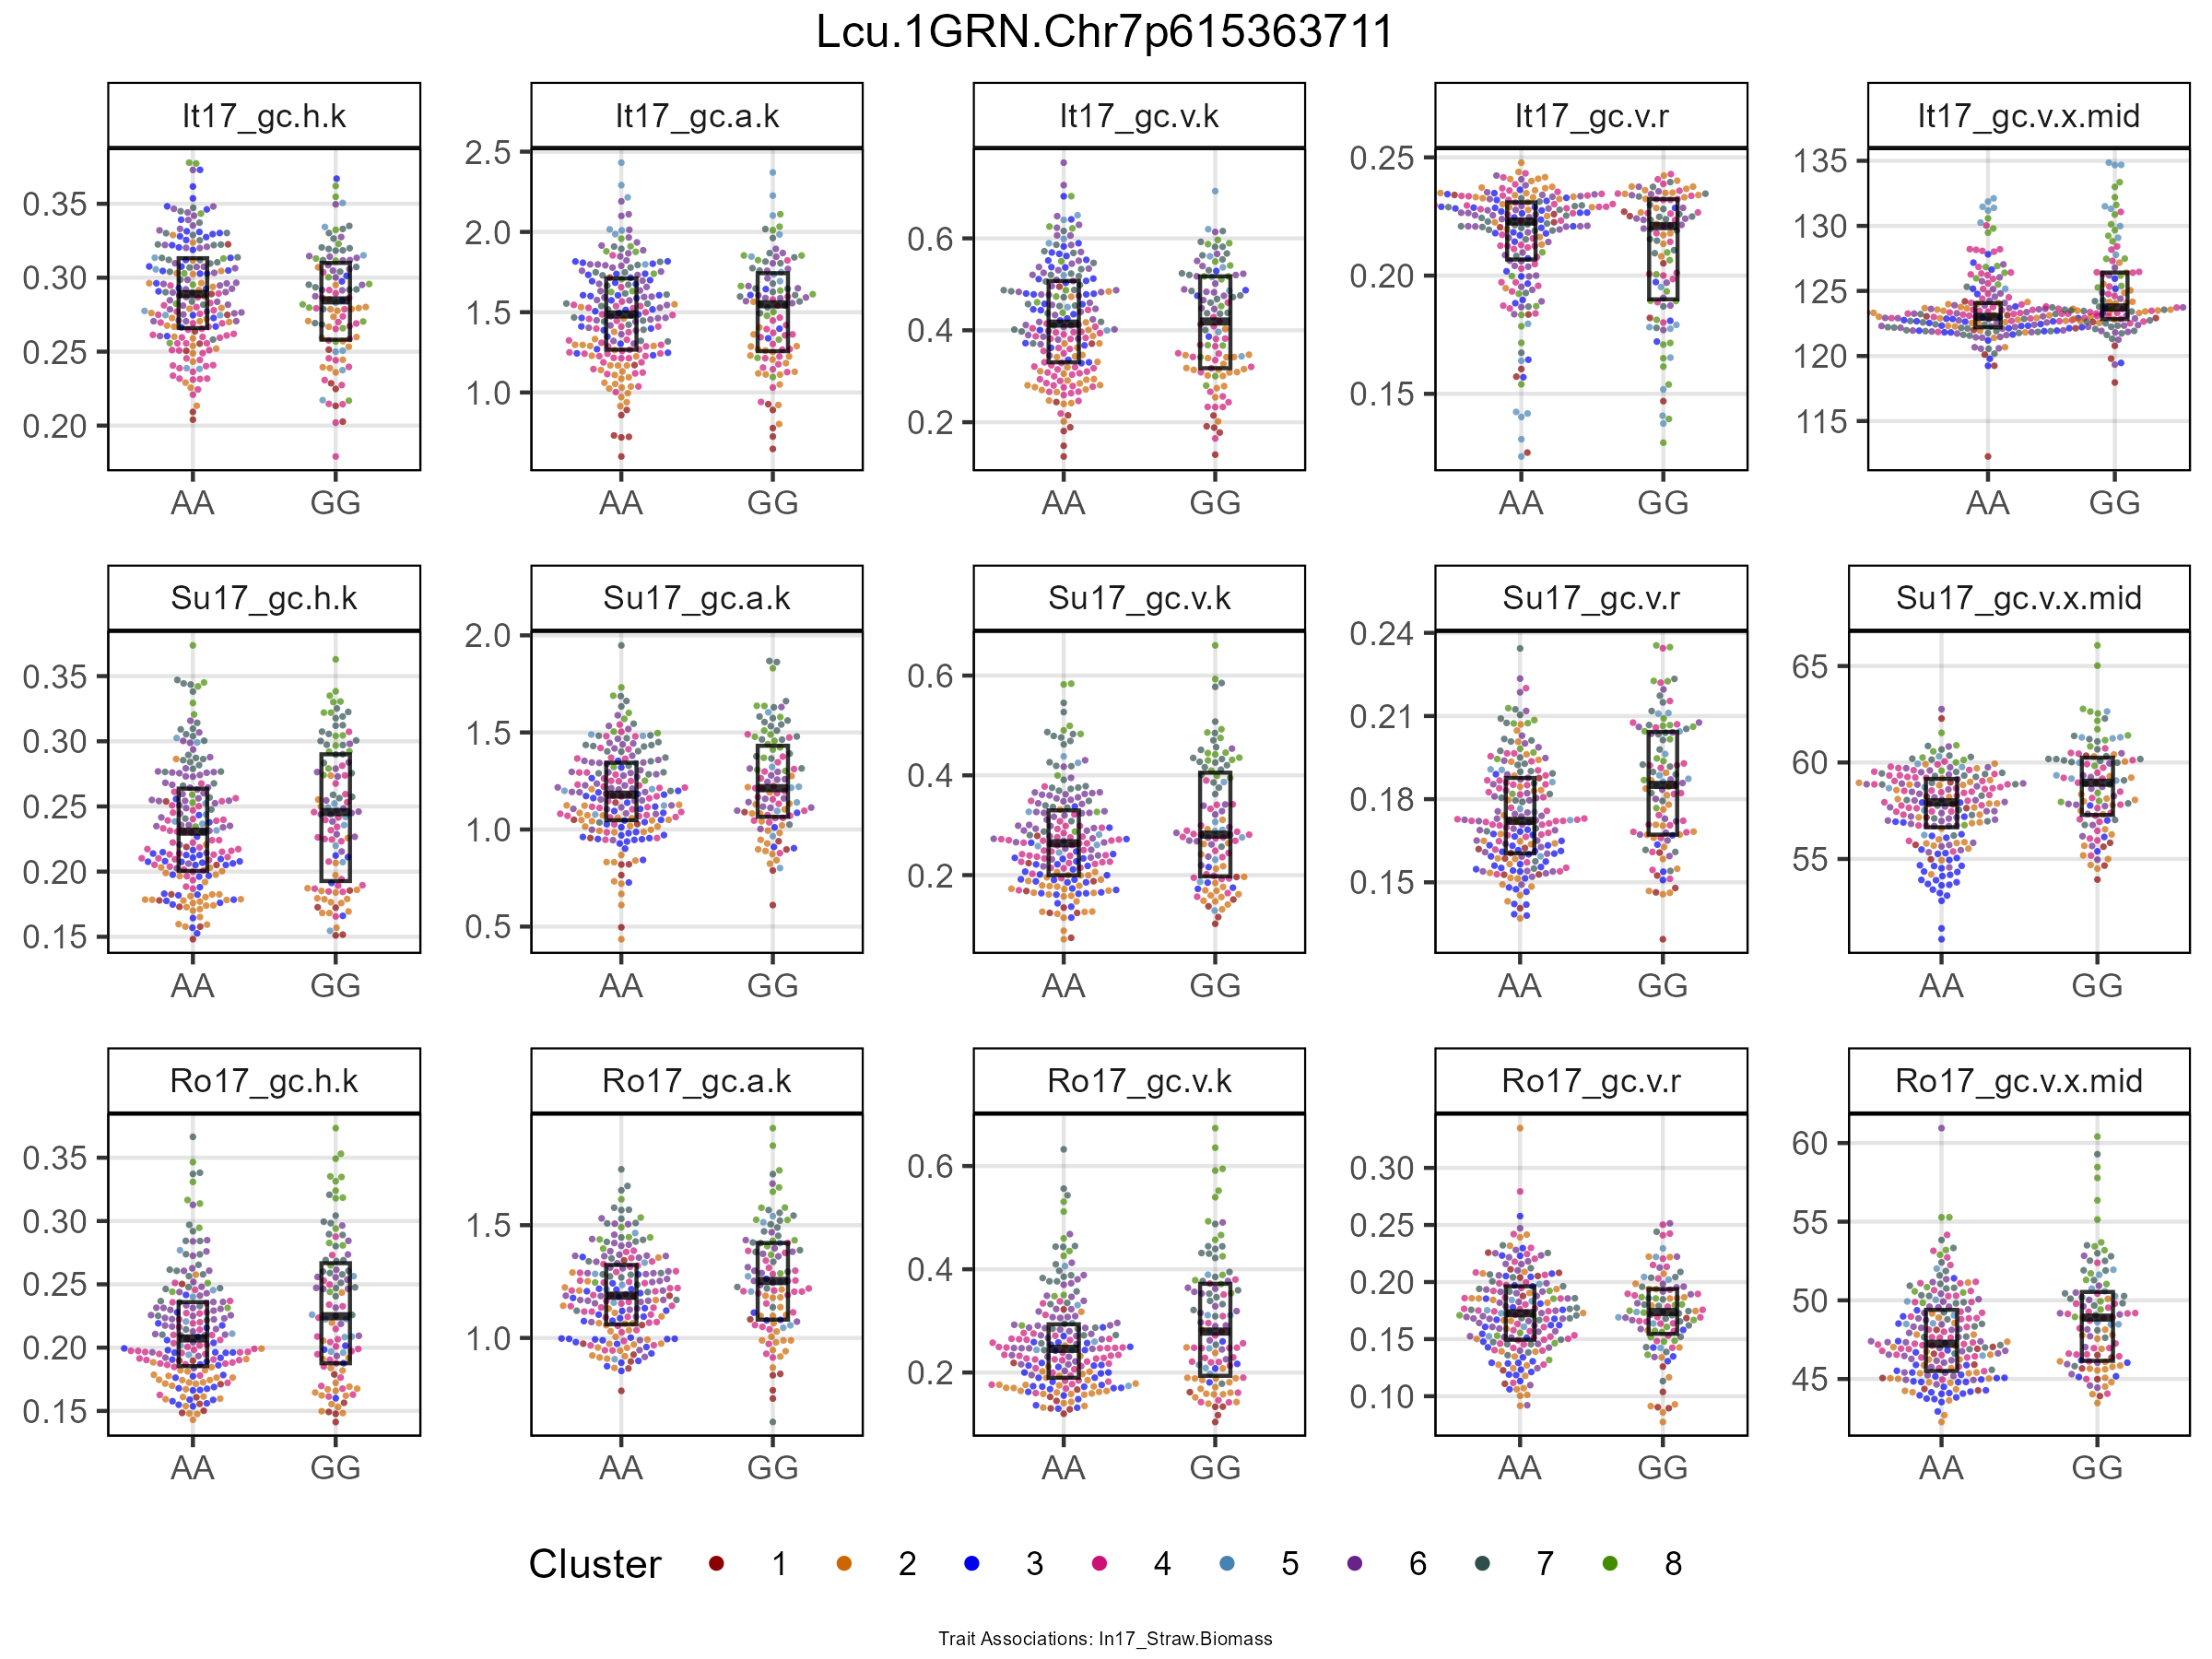 Lcu.1GRN.Chr7p615363711
It17_gc.h.k It17_gc.a.k It17_gc.v.k It17_gc.v.r It17_gc.v.x.mid
0.35 0.30 0.25 0.20
2.5 2.0 1.5 1.0
0.6 0.4 0.2
0.25 0.20 0.15
135 130 125 120 115
AA GG AA GG AA GG AA GG AA GG
Su17_gc.h.k Su17_gc.a.k Su17_gc.v.k Su17_gc.v.r Su17_gc.v.x.mid
0.35 0.30 0.25 0.20 0.15
2.0 1.5 1.0 0.5
0.6 0.4 0.2
0.24 0.21 0.18 0.15
65 60 55
AA GG AA GG AA GG AA GG AA GG
Ro17_gc.h.k Ro17_gc.a.k Ro17_gc.v.k Ro17_gc.v.r Ro17_gc.v.x.mid
0.35 0.30 0.25 0.20 0.15
1.5 1.0
0.6 0.4 0.2
0.30 0.25 0.20 0.15 0.10
60 55 50 45
AA GG AA GG AA GG AA GG AA GG
Cluster 1 2 3 4 5 6 7 8
Trait Associations: In17_Straw.Biomass